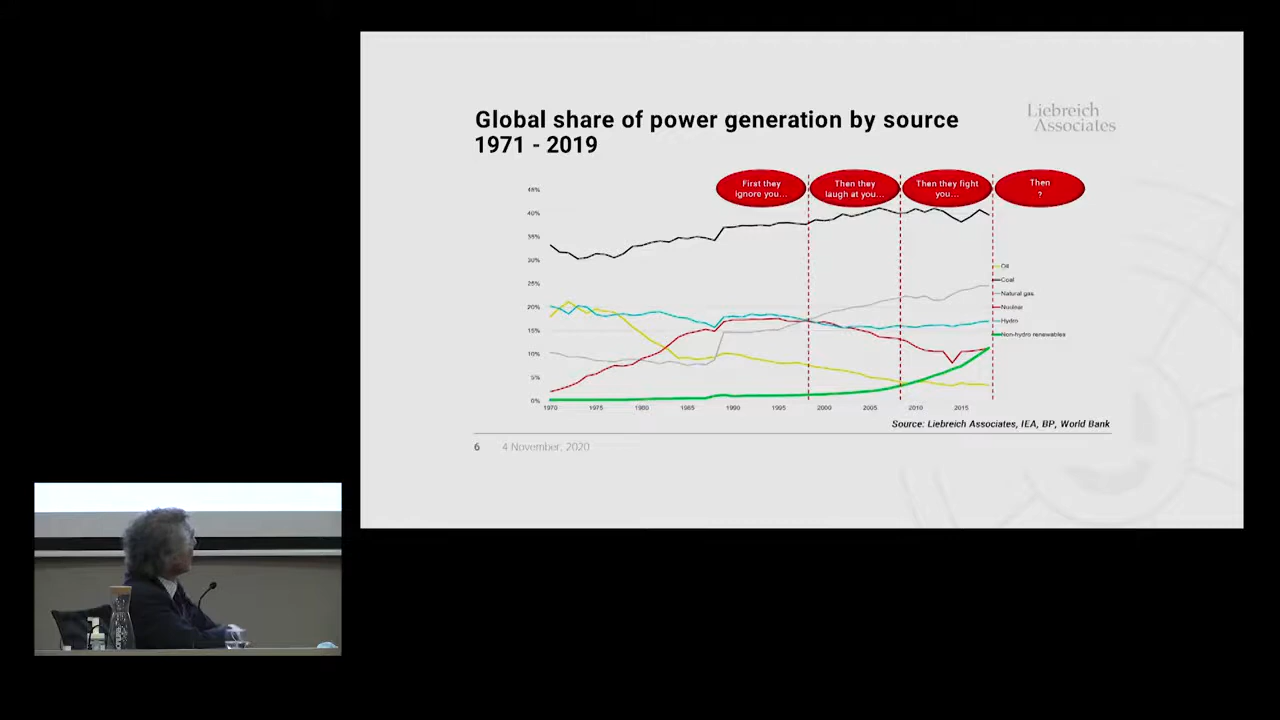 Global share of power generation by source
1971 - 2019
Liebreich
Associates
First they
ignore you...
Then they
laugh at you...
Then they fight
you...
Then
?
45%
40%
35%
30%
25%
20%
15%
10%
5%
0%
1970
1975
1980
1985
1990
1995
2000
2005
2010
2015
Oil
Coal
Natural gas
Nuclear
Hydro
Non-hydro renewables
Source: Liebreich Associates, IEA, BP, World Bank
6
4 November, 2020